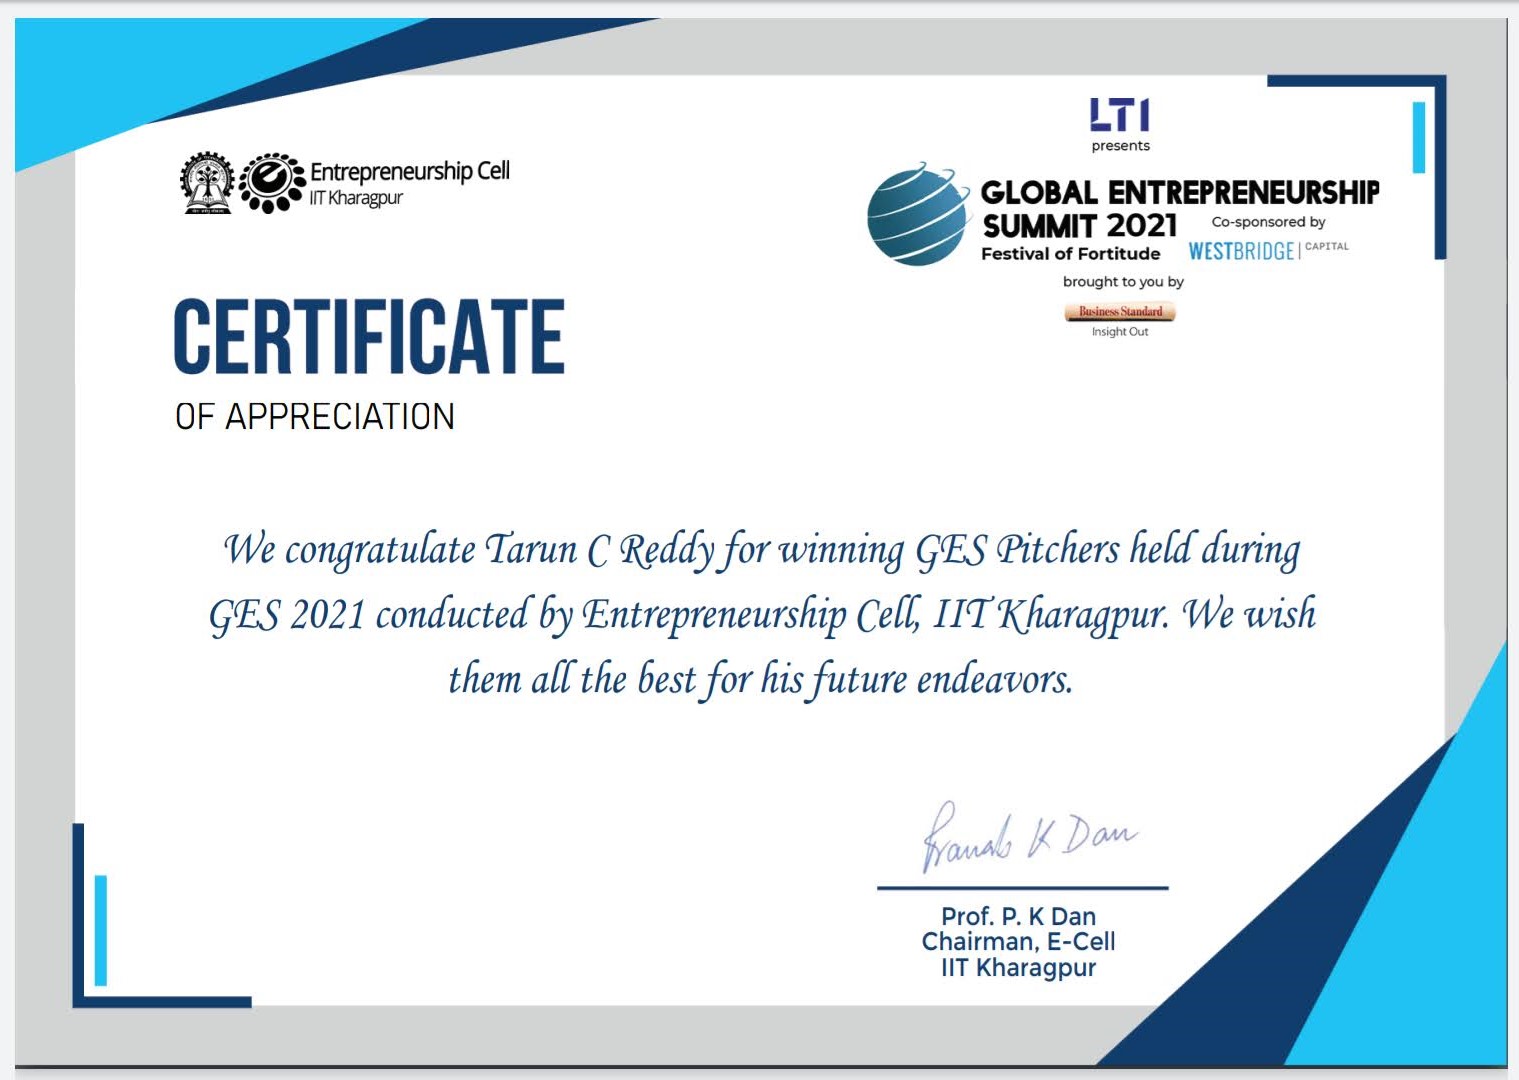 Entrepreneurship Cell
IIT Kharagpur
LTI
presents
GLOBAL ENTREPRENEURSHIP
SUMMIT 2021
Co-sponsored by
Festival of Fortitude
WESTBRIDGE | CAPITAL
brought to you by
Business Standard
Insight Out
CERTIFICATE
OF APPRECIATION
We congratulate Tarun C Reddy for winning GES Pitchers held during
GES 2021 conducted by Entrepreneurship Cell, IIT Kharagpur. We wish
them all the best for his future endeavors.
Pranab K Dan
Prof. P. K Dan
Chairman, E-Cell
IIT Kharagpur